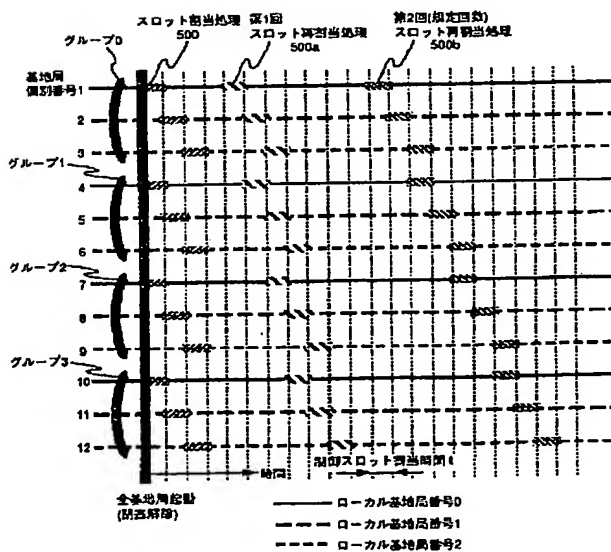 グループ0
スロット割当処理
500
第1回
スロット再割当処理
500a
第2回(規定回数)
スロット再割当処理
500b
基地局
個別番号1
2
3
グループ1
4
5
6
グループ2
7
8
9
グループ3
10
11
12
時間
制御スロット割当時間t
全基地局起動
(閉塞解除)
ローカル基地局番号0
ローカル基地局番号1
ローカル基地局番号2